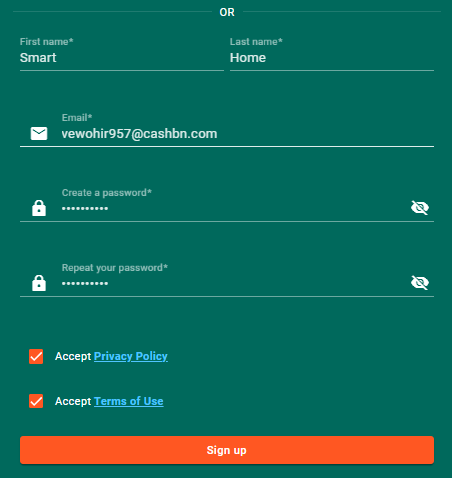 OR
First name* Last name*
Smart Home
Email*
vewohir957@cashbn.com
Create a password*
••••••••••
Repeat your password*
••••••••••
Accept Privacy Policy
Accept Terms of Use
Sign up